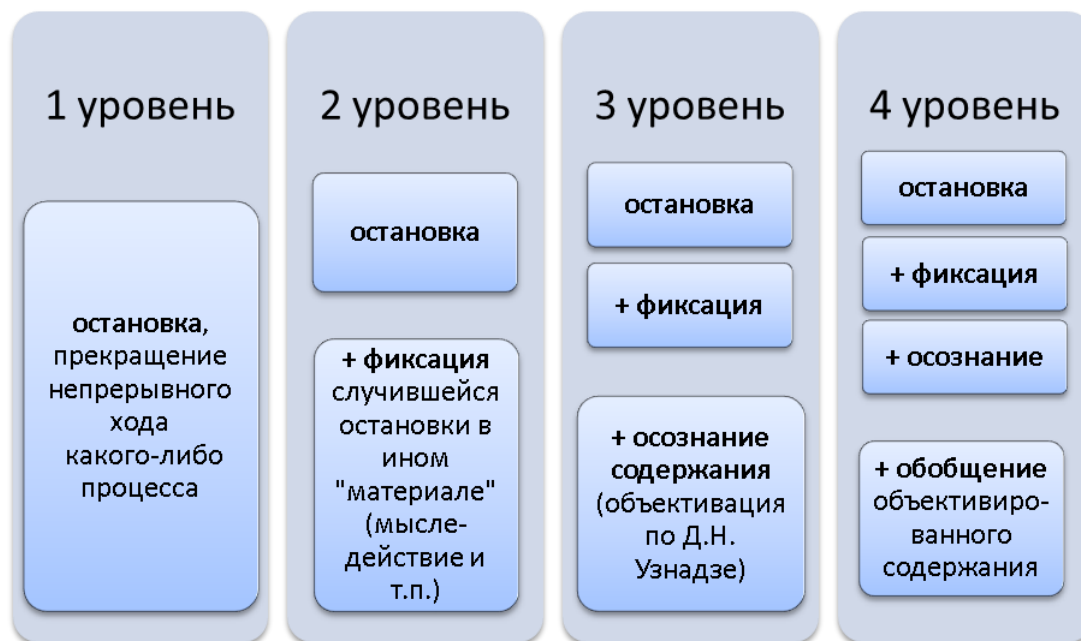 1 уровень
остановка,
прекращение
непрерывного
хода
какого-либо
процесса
2 уровень
остановка
+ фиксация
случившейся
остановки в
ином
"материале"
(мысле-
действие и
т.п.)
3 уровень
остановка
+ фиксация
+ осознание
содержания
(объективация
по Д.Н.
Узнадзе)
4 уровень
остановка
+ фиксация
+ осознание
+ обобщение
объективиро-
ванного
содержания